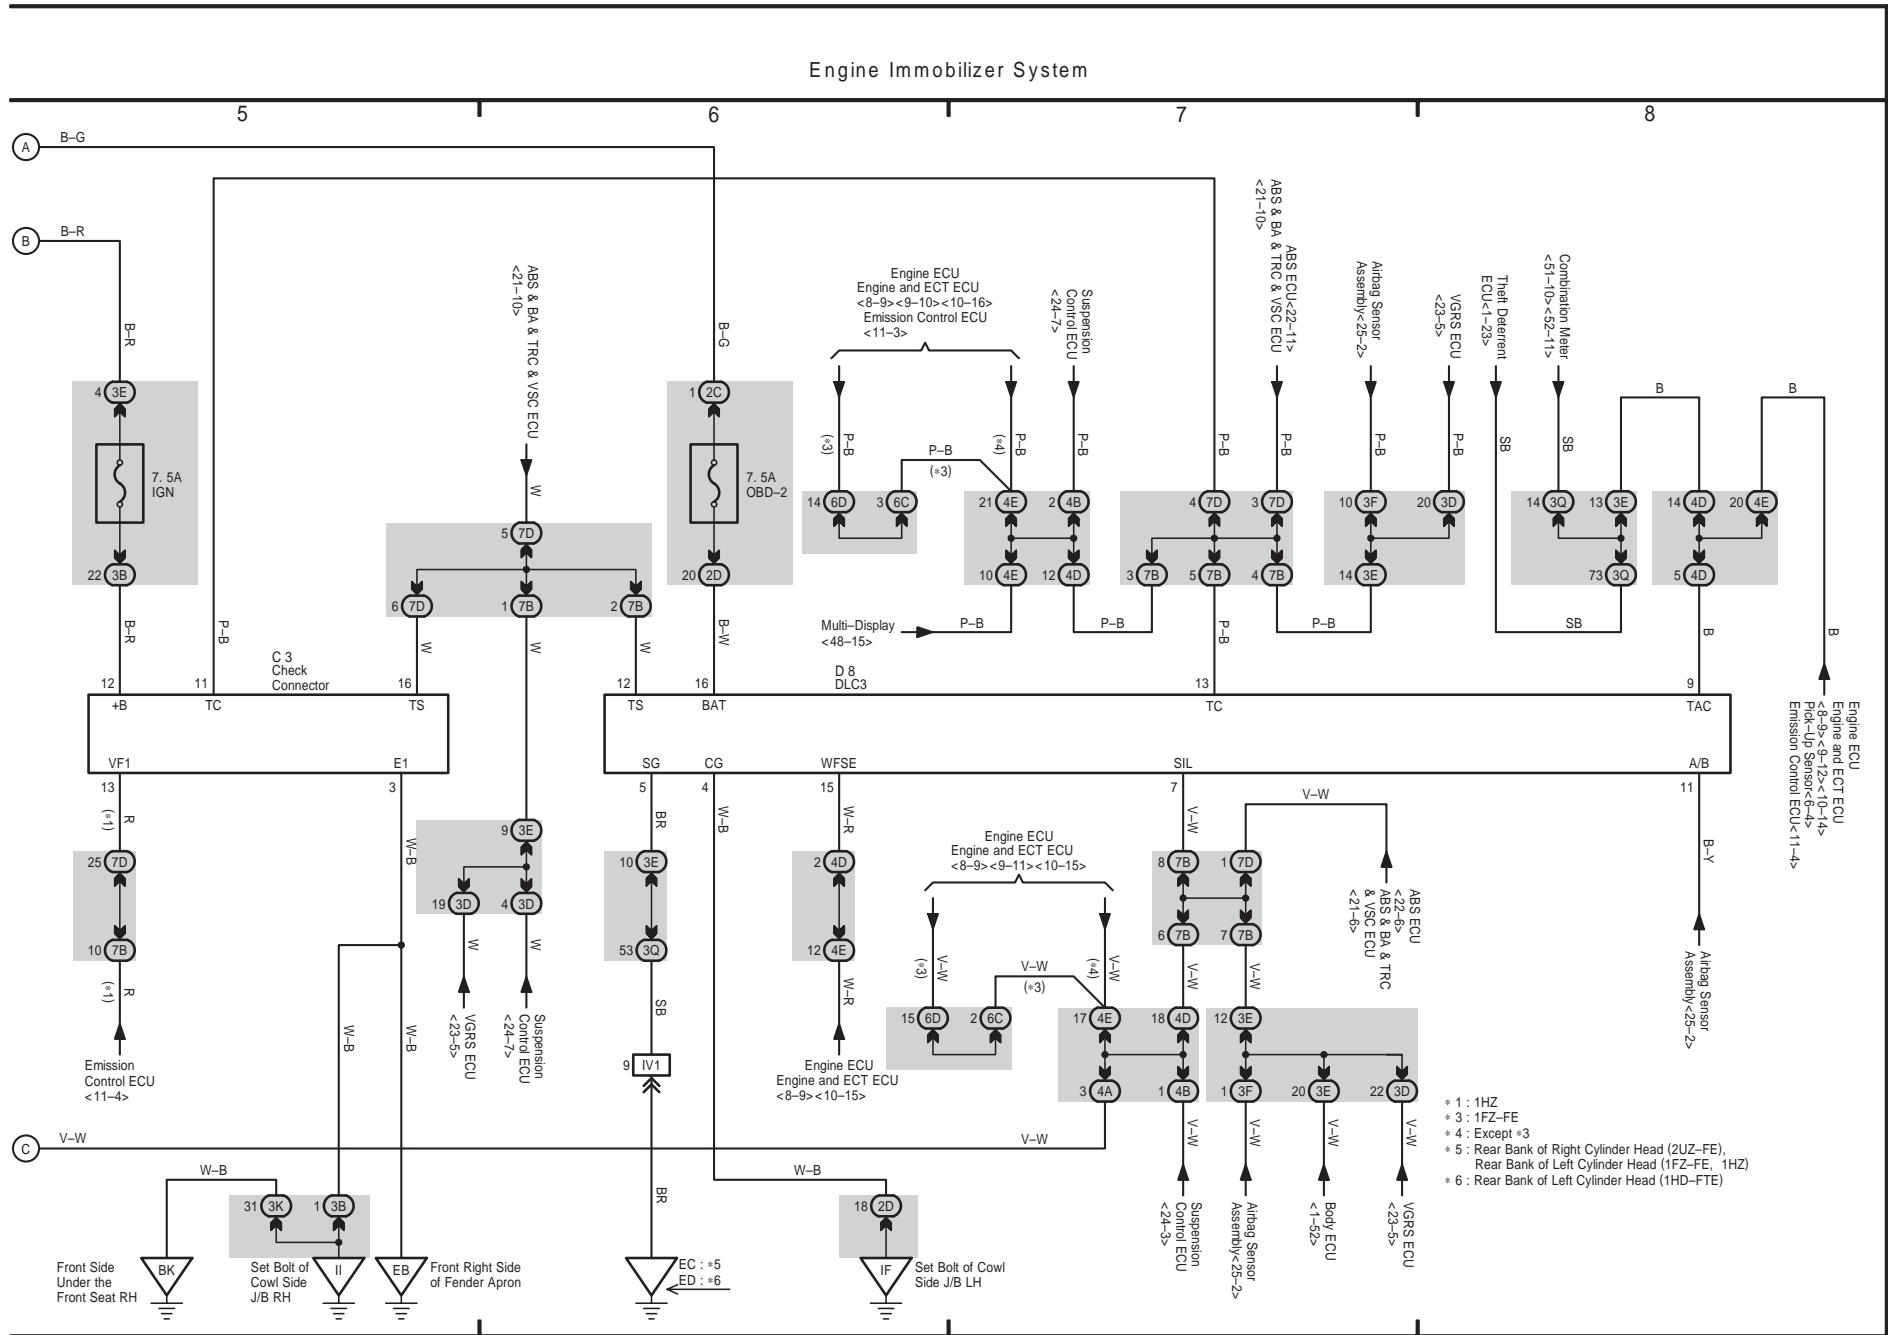 Engine Immobilizer System
5
6
7
8
A
B–G
B
B–R
B–R
4 3E
7. 5A
IGN
22 3B
B–R
P–B
ABS & BA & TRC & VSC ECU
<21–10>
W
5 7D
6 7D
1 7B
2 7B
W
W
W
B–G
1 2C
7. 5A
OBD–2
20 2D
B–W
Engine ECU
Engine and ECT ECU
<8–9><9–10><10–16>
Emission Control ECU
<11–3>
P–B
(*3)
P–B
(*3)
P–B
(*4)
Suspension
Control ECU
<24–7>
P–B
14 6D
3 6C
21 4E
2 4B
10 4E
12 4D
Multi–Display
<48–15>
P–B
P–B
ABS ECU<22–11>
ABS & BA & TRC & VSC ECU
<21–10>
P–B
P–B
4 7D
3 7D
3 7B
5 7B
4 7B
P–B
P–B
Airbag Sensor
Assembly<25–2>
P–B
VGRS ECU
<23–5>
P–B
10 3F
20 3D
14 3E
Theft Deterrent
ECU<1–23>
SB
Combination Meter
<51–10><52–11>
SB
B
B
14 3Q
13 3E
73 3Q
14 4D
20 4E
5 4D
SB
B
B
Engine ECU
Engine and ECT ECU
<8–9><9–12><10–14>
Pick–Up Sensor<6–4>
Emission Control ECU<11–4>
C 3
Check
Connector
12
11
16
+B
TC
TS
VF1
E1
13
3
D 8
DLC3
12
16
13
9
TS
BAT
TC
TAC
SG
CG
WFSE
SIL
A/B
5
4
15
7
11
R
(*1)
25 7D
10 7B
R
(*1)
Emission
Control ECU
<11–4>
W–B
W–B
W–B
9 3E
19 3D
4 3D
W
W
VGRS ECU
<23–5>
Suspension
Control ECU
<24–7>
BR
10 3E
53 3Q
SB
9 IV1
BR
W–B
W–R
2 4D
12 4E
W–R
Engine ECU
Engine and ECT ECU
<8–9><10–15>
Engine ECU
Engine and ECT ECU
<8–9><9–11><10–15>
V–W
(*3)
V–W
(*3)
V–W
(*4)
15 6D
2 6C
17 4E
18 4D
3 4A
1 4B
V–W
V–W
8 7B
1 7D
6 7B
7 7B
V–W
V–W
ABS ECU
<22–6>
ABS & BA & TRC
& VSC ECU
<21–6>
12 3E
1 3F
20 3E
22 3D
V–W
V–W
V–W
V–W
Suspension
Control ECU
<24–3>
Airbag Sensor
Assembly<25–2>
Body ECU
<1–52>
VGRS ECU
<23–5>
B–Y
Airbag Sensor
Assembly<25–2>
* 1 : 1HZ
* 3 : 1FZ–FE
* 4 : Except *3
* 5 : Rear Bank of Right Cylinder Head (2UZ–FE),
Rear Bank of Left Cylinder Head (1FZ–FE, 1HZ)
* 6 : Rear Bank of Left Cylinder Head (1HD–FTE)
C
V–W
V–W
W–B
31 3K
1 3B
W–B
18 2D
Front Side
Under the
Front Seat RH
BK
Set Bolt of
Cowl Side
J/B RH
II
EB
Front Right Side
of Fender Apron
EC : *5
ED : *6
IF
Set Bolt of Cowl
Side J/B LH